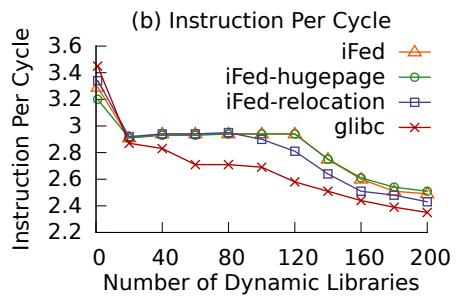 (b) Instruction Per Cycle
Instruction Per Cycle
3.6
3.4
3.2
3
2.8
2.6
2.4
2.2
iFed
iFed-hugepage
iFed-relocation
glibc
0 40 80 120 160 200
Number of Dynamic Libraries